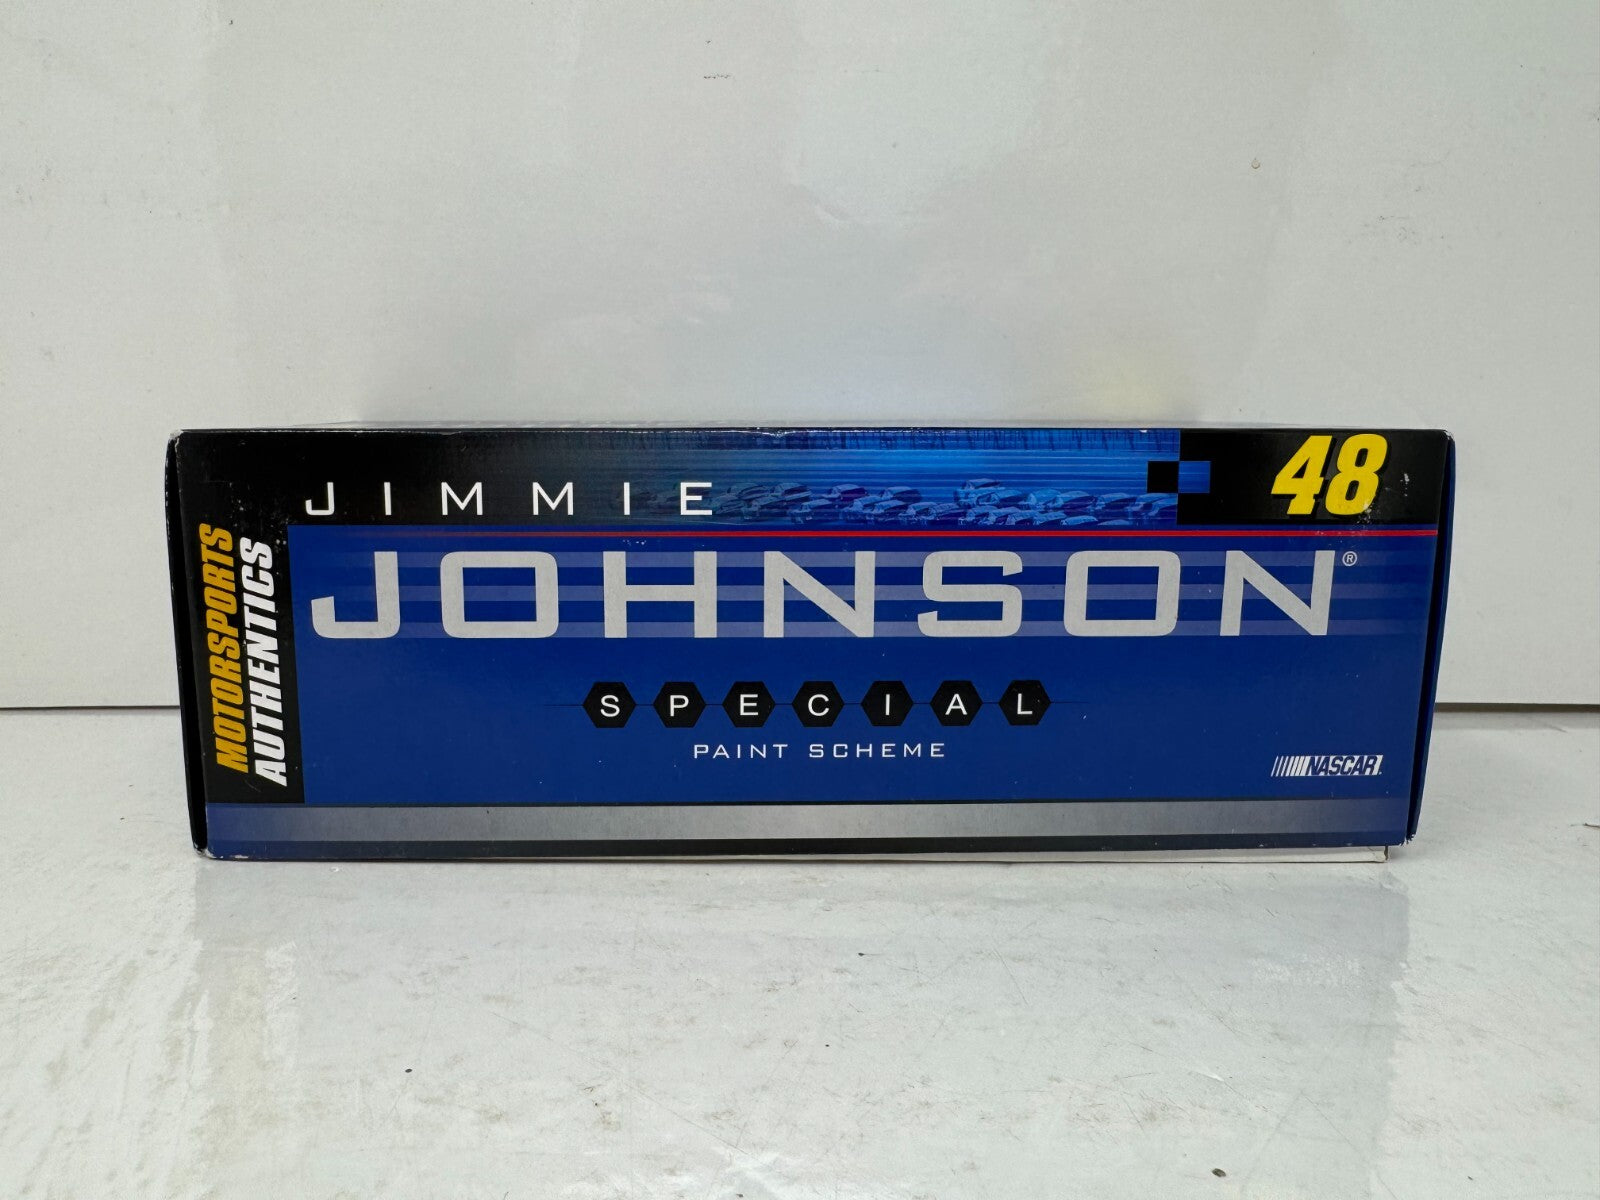 JIMMIE
48
JOHNSON®
SPECIAL
PAINT SCHEME
NASCAR.
MOTORSPORTS
AUTHENTICS